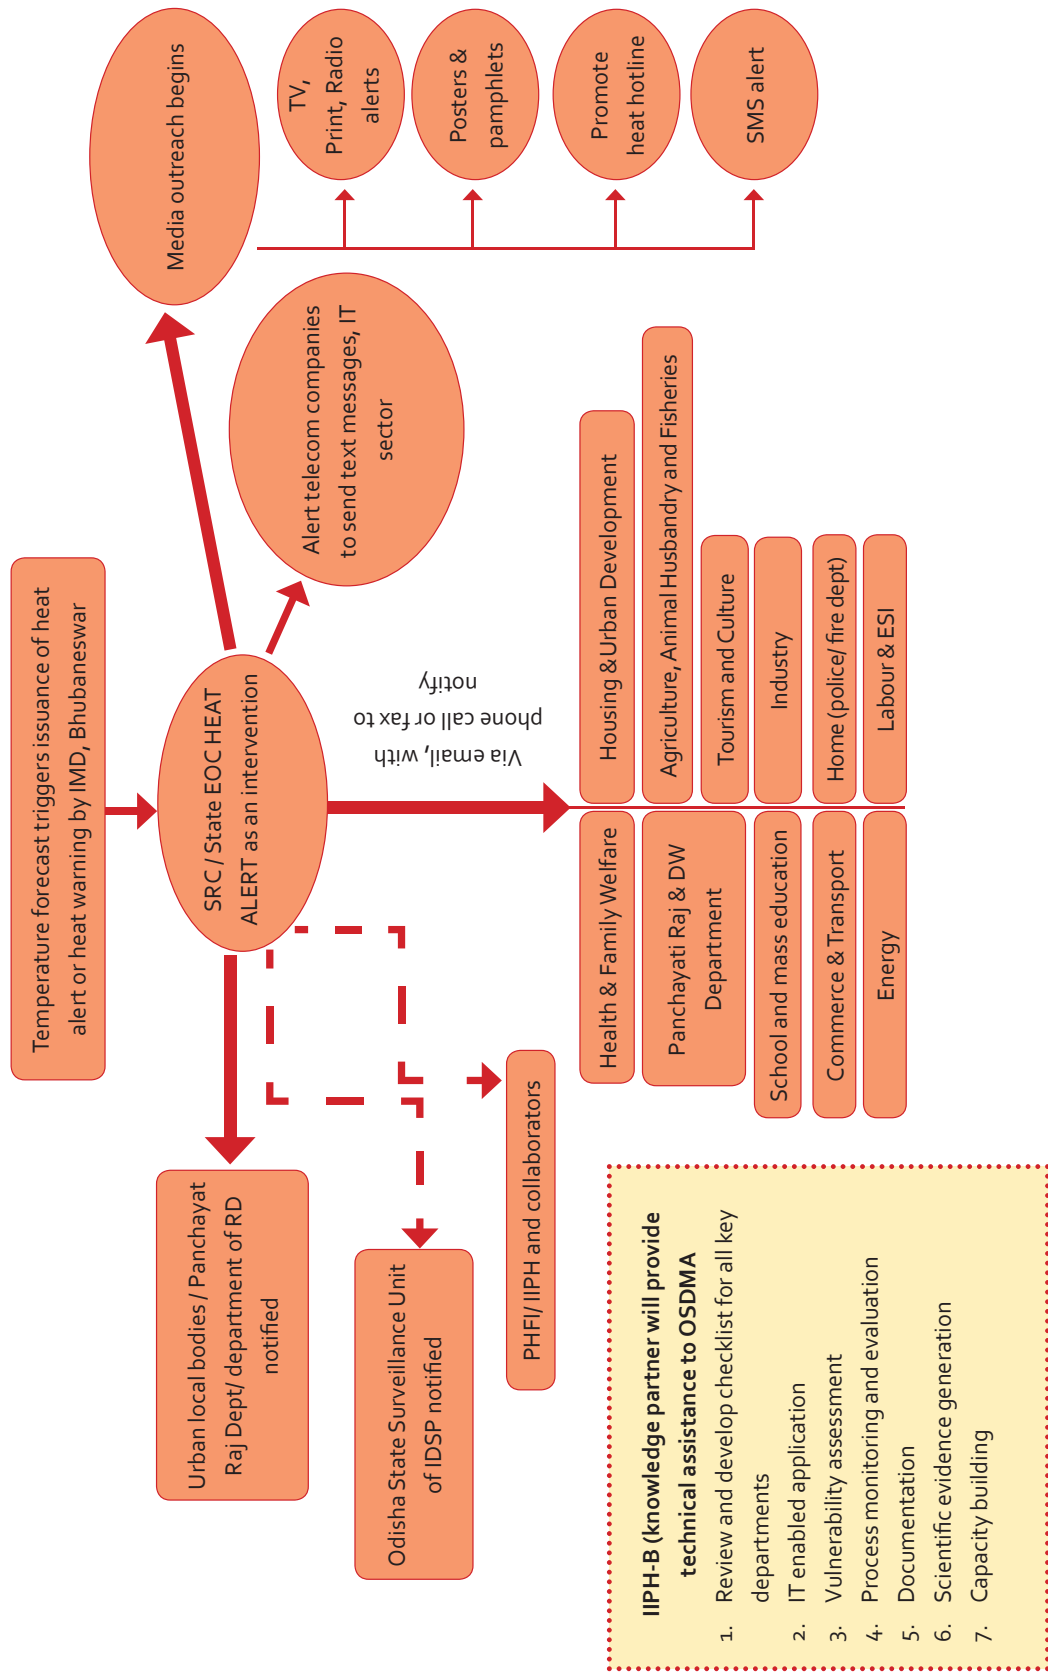 Temperature forecast triggers issuance of heat
alert or heat warning by IMD, Bhubaneswar
SRC / State EOC HEAT
ALERT as an intervention
Urban local bodies / Panchayat
Raj Dept/ department of RD
notified
Odisha State Surveillance Unit
of IDSP notified
PHFI/ IIPH and collaborators
Via email, with
phone call or fax to
notify
Alert telecom companies
to send text messages, IT
sector
Media outreach begins
TV,
Print, Radio
alerts
Posters &
pamphlets
Promote
heat hotline
SMS alert
Health & Family Welfare
Housing & Urban Development
Panchayati Raj & DW
Department
Agriculture, Animal Husbandry and Fisheries
Tourism and Culture
School and mass education
Industry
Commerce & Transport
Home (police/ fire dept)
Energy
Labour & ESI
IIPH-B (knowledge partner will provide
technical assistance to OSDMA
1. Review and develop checklist for all key
departments
2. IT enabled application
3. Vulnerability assessment
4. Process monitoring and evaluation
5. Documentation
6. Scientific evidence generation
7. Capacity building